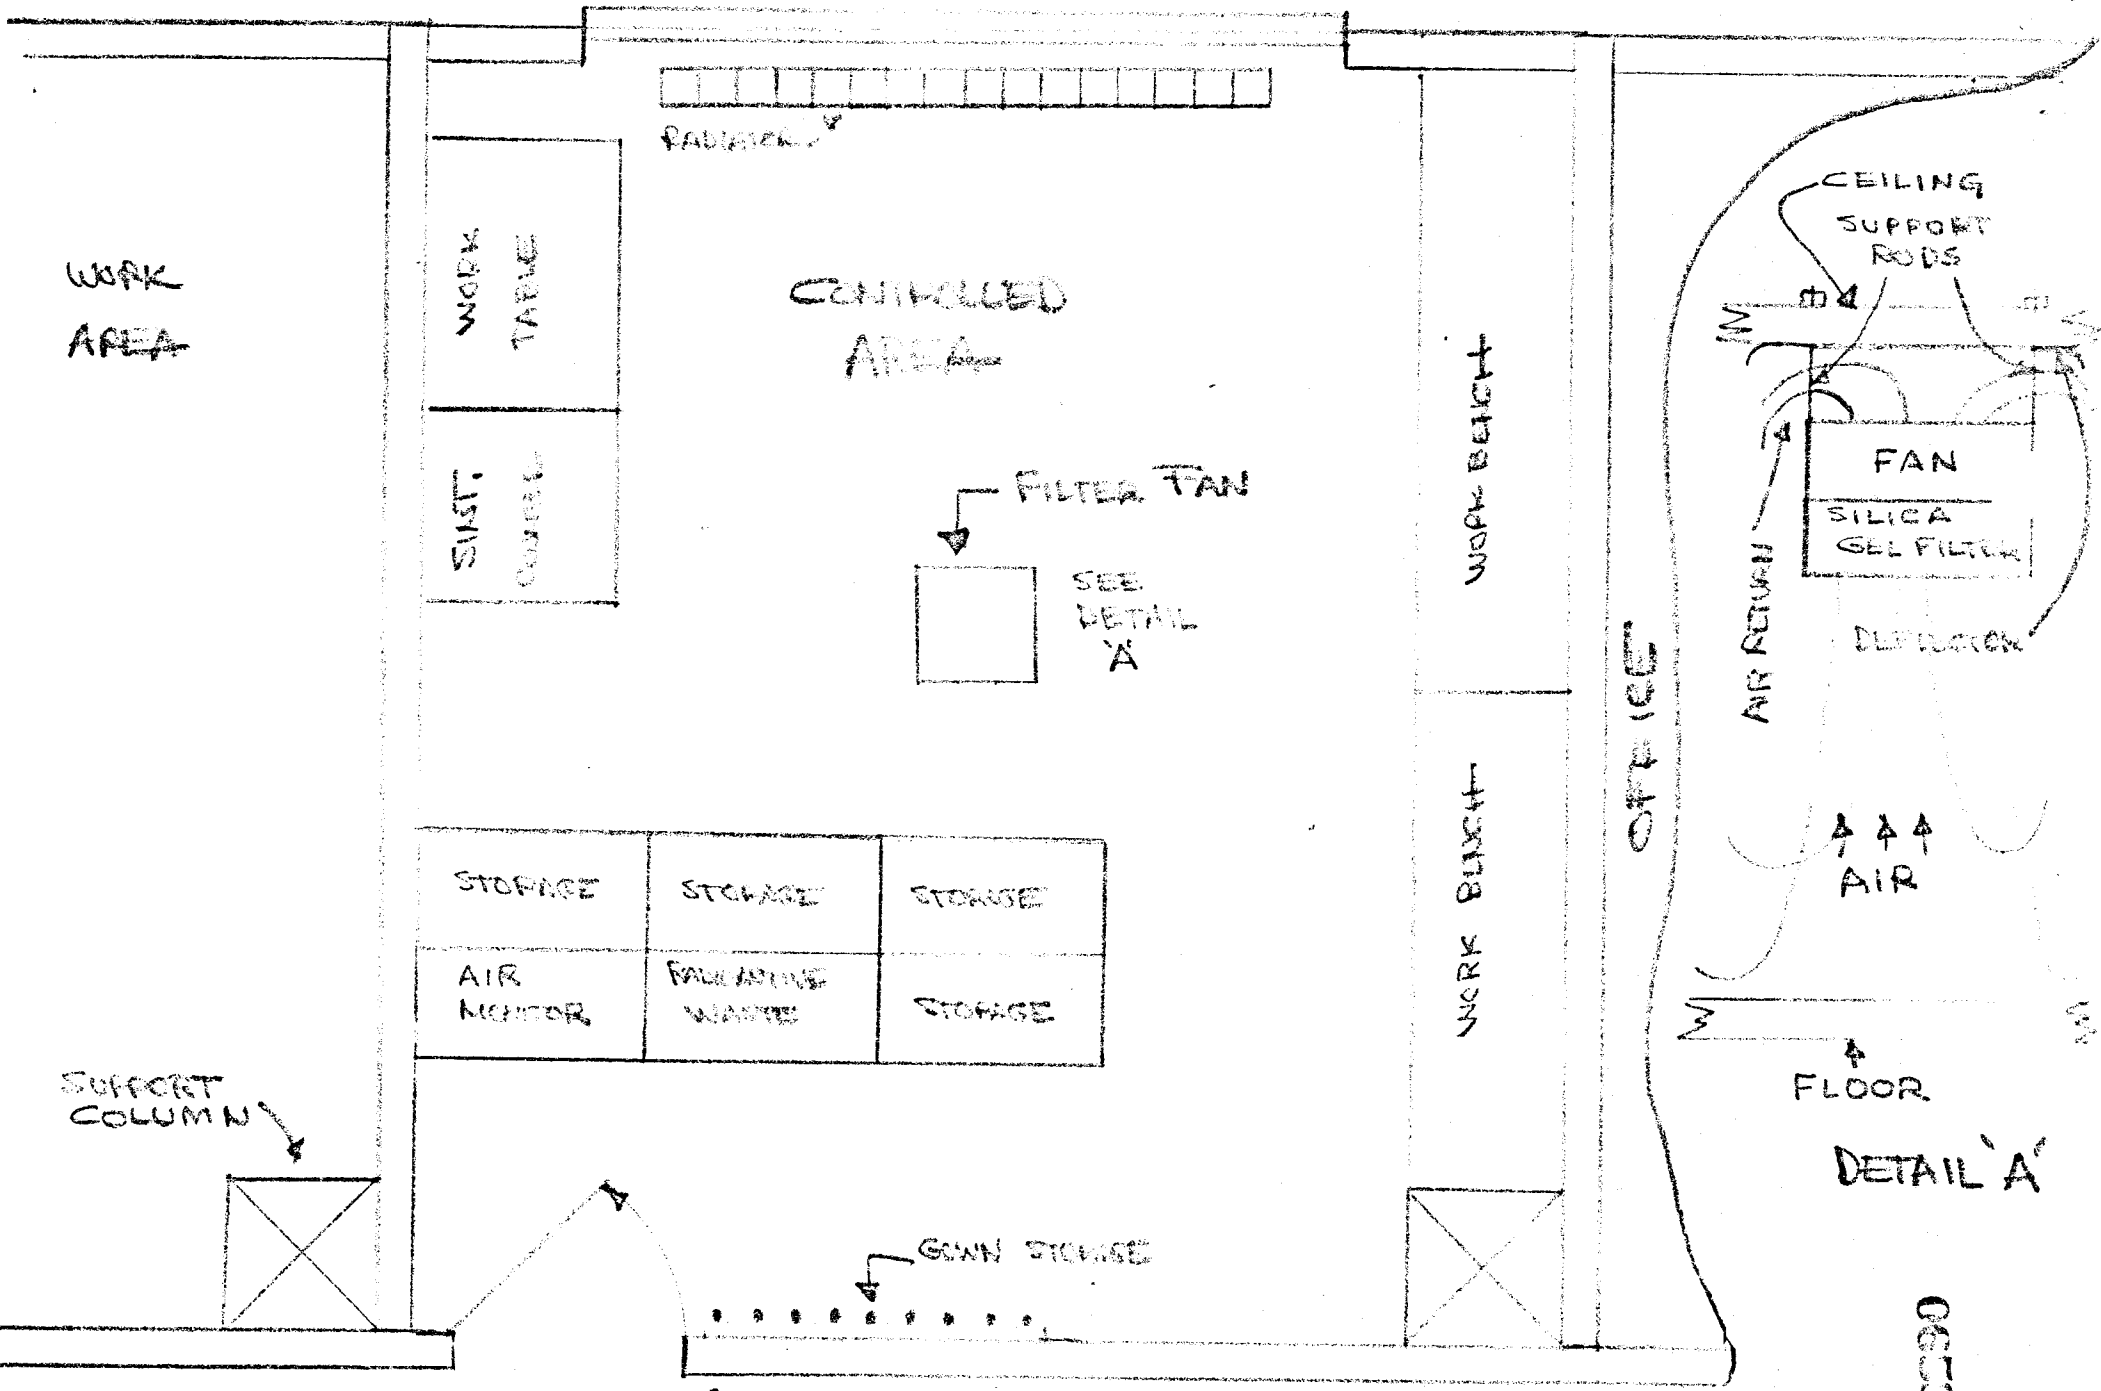 RADIATOR
WORK
AREA
WORK
TABLE
CONTROLLED
AREA
CEILING
SUPPORT
RODS
FILTER FAN
SEE
DETAIL
'A'
WORK BENCH
FAN
SILICA
GEL FILTER
AIR RETURN
DEFLECTOR
OFFICE
STORAGE
STORAGE
STORAGE
AIR
MONITOR
WASTE
STORAGE
WORK BENCH
AIR
FLOOR
SUPPORT
COLUMN
DETAIL 'A'
GOWN STORAGE